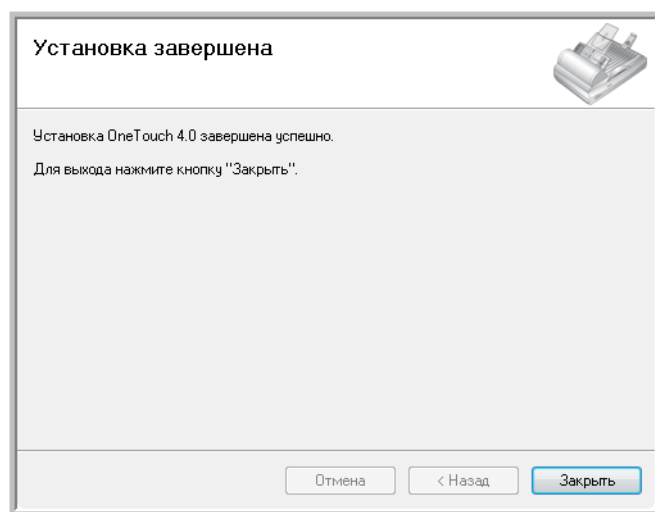 Установка завершена
Установка OneTouch 4.0 завершена успешно.
Для выхода нажмите кнопку "Закрыть".
Отмена
< Назад
Закрыть